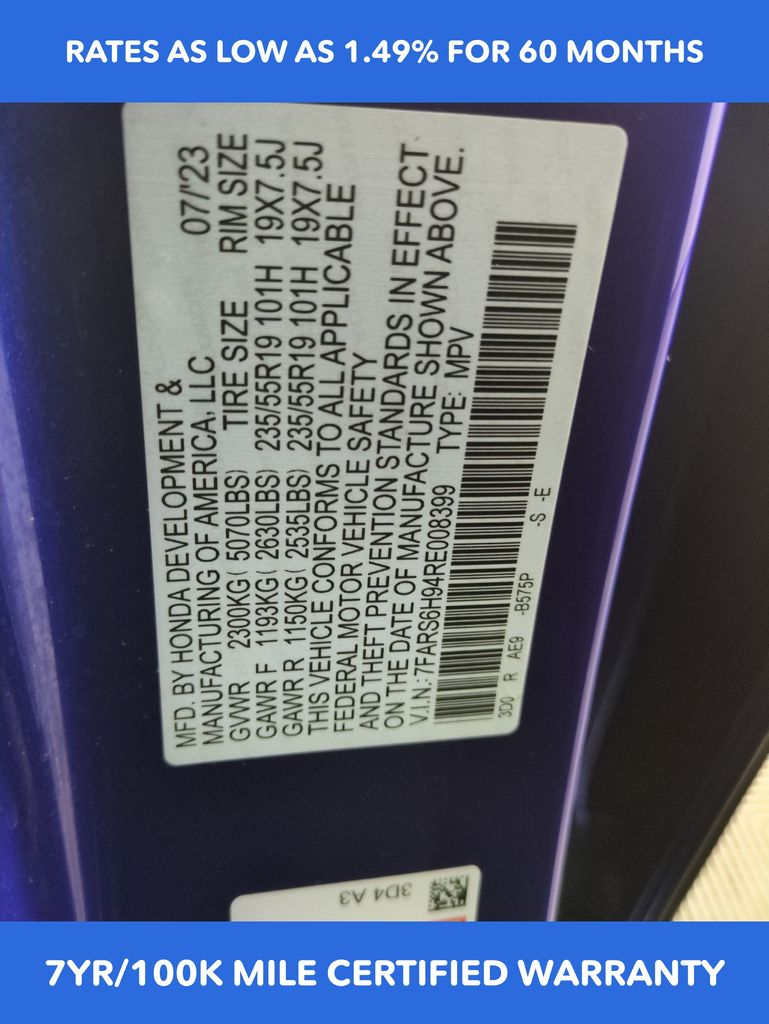 RATES AS LOW AS 1.49% FOR 60 MONTHS
MFD. BY HONDA DEVELOPMENT &
MANUFACTURING OF AMERICA, LLC 07/'23
GVWR 2300KG ( 5070LBS) TIRE SIZE RIM SIZE
GAWR F 1193KG ( 2630LBS) 235/55R19 101H 19X7.5J
GAWR R 1150KG ( 2535LBS) 235/55R19 101H 19X7.5J
THIS VEHICLE CONFORMS TO ALL APPLICABLE
FEDERAL MOTOR VEHICLE SAFETY
AND THEFT PREVENTION STANDARDS IN EFFECT
ON THE DATE OF MANUFACTURE SHOWN ABOVE.
V.I.N.: 7FARS6H94RE008399 TYPE: MPV
3D0 R AE9 -B575P -S -E
3D4 A3
7YR/100K MILE CERTIFIED WARRANTY